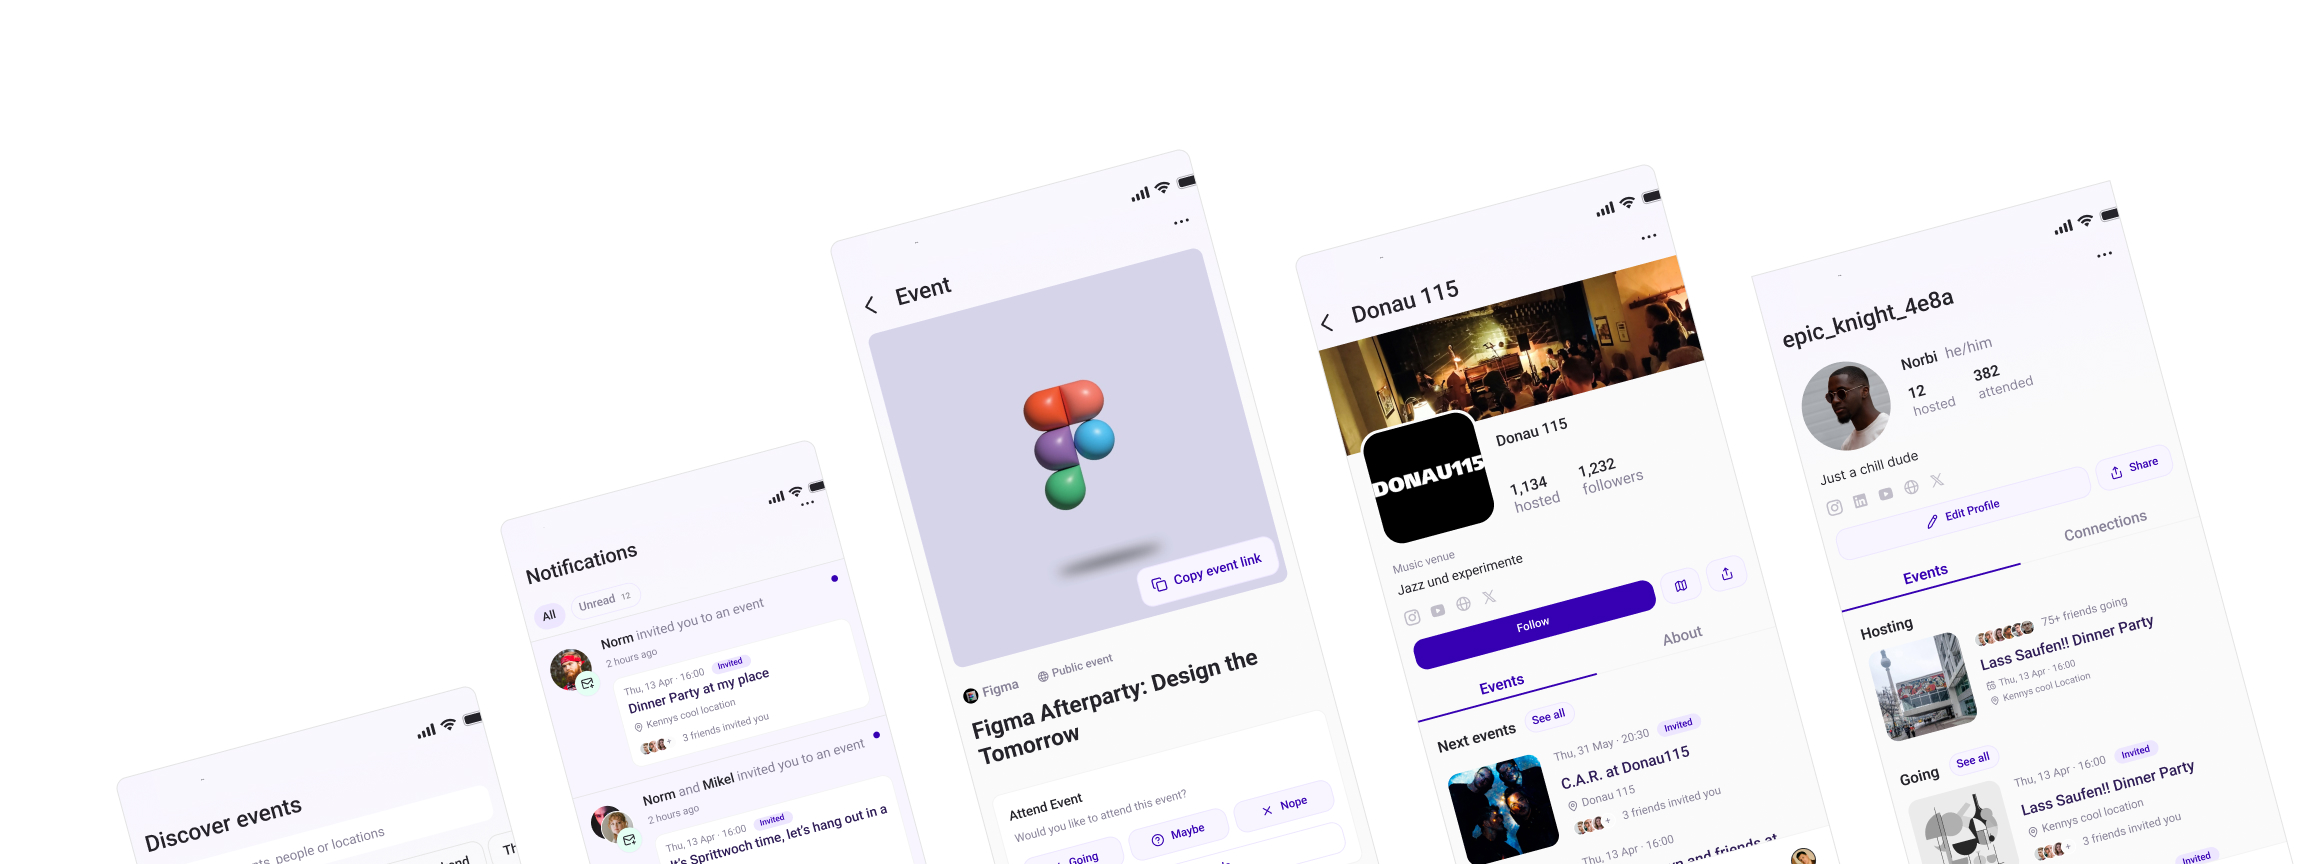 Discover events
people or locations
Notifications
All
Unread 12
Norm invited you to an event
2 hours ago
Thu, 13 Apr · 16:00 Invited
Dinner Party at my place
Kennys cool location
3 friends invited you
Norm and Mikel invited you to an event
2 hours ago
Thu, 13 Apr · 16:00 Invited
It's Sprittwoch time, let's hang out in a
Event
Copy event link
Figma
Public event
Figma Afterparty: Design the
Tomorrow
Attend Event
Would you like to attend this event?
Going
Maybe
Nope
Donau 115
DONAU115
Donau 115
1,134
hosted
1,232
followers
Music venue
Jazz und experimente
Follow
Events
About
Next events
See all
Thu, 31 May · 20:30 Invited
C.A.R. at Donau115
Donau 115
3 friends invited you
Thu, 13 Apr · 16:00
and friends at
epic_knight_4e8a
Norbi he/him
12
hosted
382
attended
Just a chill dude
Edit Profile
Share
Events
Connections
Hosting
75+ friends going
Lass Saufen!! Dinner Party
Thu, 13 Apr · 16:00
Kennys cool Location
Going
See all
Thu, 13 Apr · 16:00 Invited
Lass Saufen!! Dinner Party
Kennys cool location
3 friends invited you
Invited